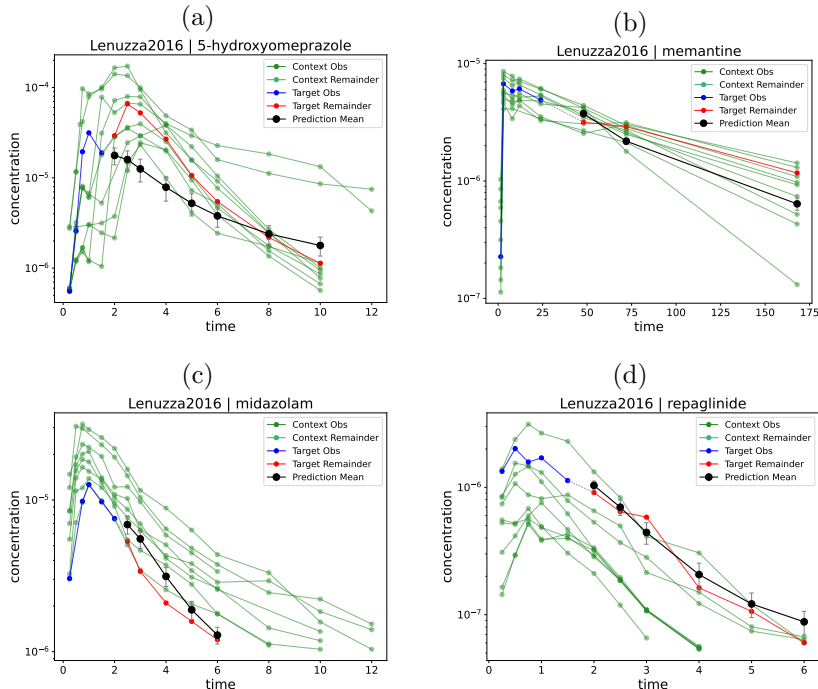 (a)
Lenuzza2016 | 5-hydroxyomeprazole
Context Obs
Context Remainder
Target Obs
Target Remainder
Prediction Mean
concentration
10⁻⁴
10⁻⁵
10⁻⁶
0 2 4 6 8 10 12
time
(b)
Lenuzza2016 | memantine
Context Obs
Context Remainder
Target Obs
Target Remainder
Prediction Mean
concentration
10⁻⁵
10⁻⁶
10⁻⁷
0 25 50 75 100 125 150 175
time
(c)
Lenuzza2016 | midazolam
Context Obs
Context Remainder
Target Obs
Target Remainder
Prediction Mean
concentration
10⁻⁵
10⁻⁶
0 2 4 6 8 10 12
time
(d)
Lenuzza2016 | repaglinide
Context Obs
Context Remainder
Target Obs
Target Remainder
Prediction Mean
concentration
10⁻⁶
10⁻⁷
0 1 2 3 4 5 6
time